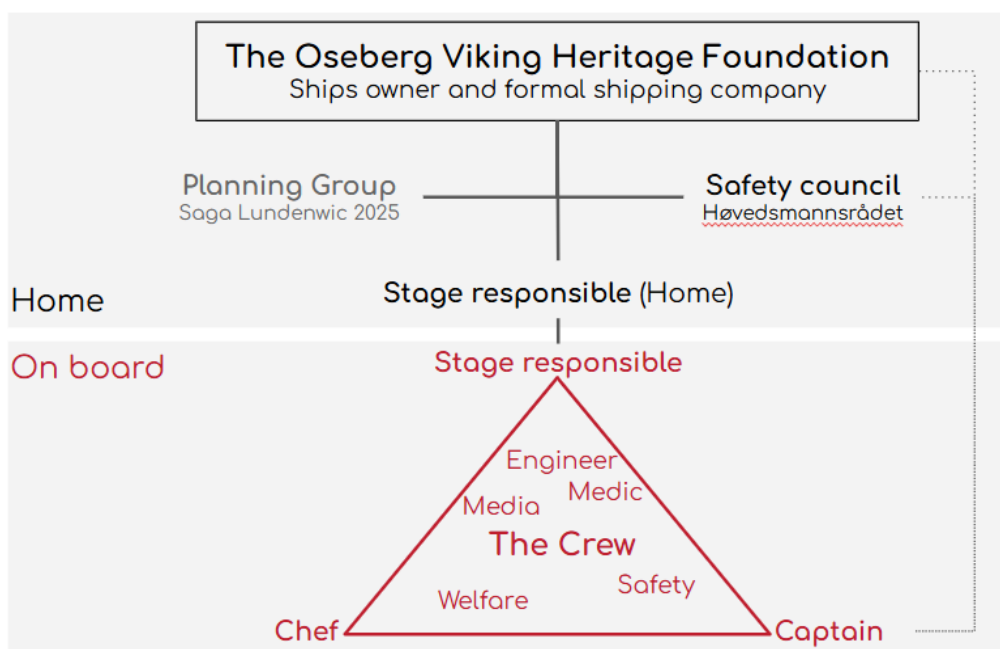 The Oseberg Viking Heritage Foundation
Ships owner and formal shipping company
Planning Group
Saga Lundenwic 2025
Safety council
Høvedsmannsrådet
Stage responsible (Home)
Home
On board
Stage responsible
Engineer
Medic
Media
The Crew
Safety
Welfare
Chef
Captain